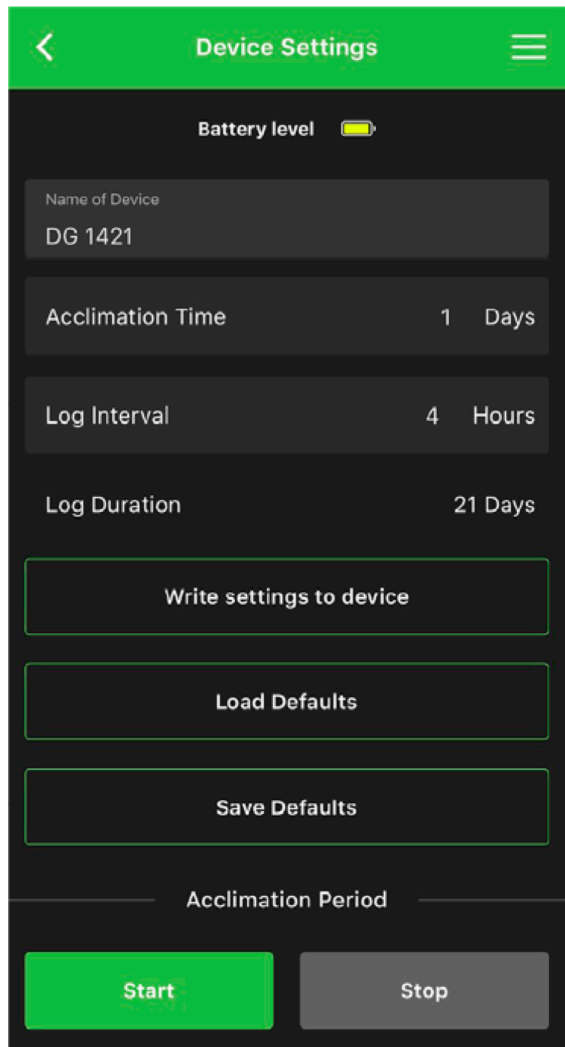 Device Settings
Battery level
Name of Device
DG 1421
Acclimation Time 1 Days
Log Interval 4 Hours
Log Duration 21 Days
Write settings to device
Load Defaults
Save Defaults
Acclimation Period
Start Stop